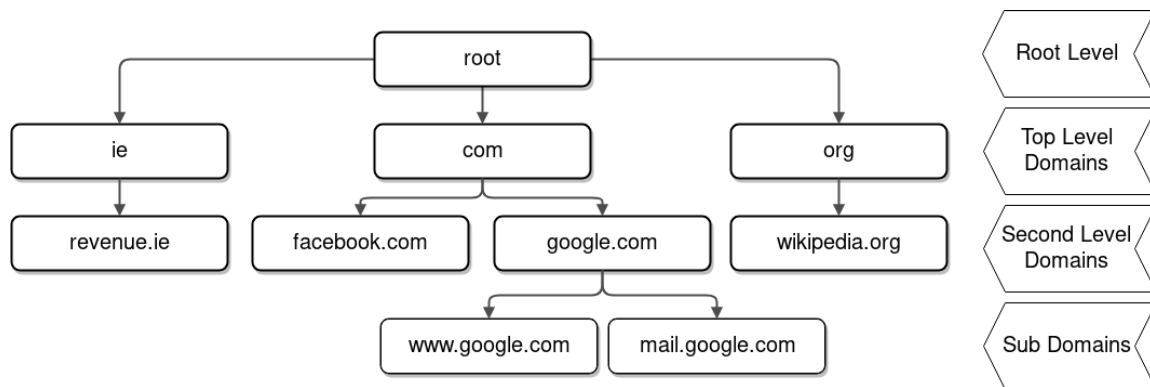 root
Root Level
ie
com
org
Top Level
Domains
revenue.ie
facebook.com
google.com
wikipedia.org
Second Level
Domains
www.google.com
mail.google.com
Sub Domains